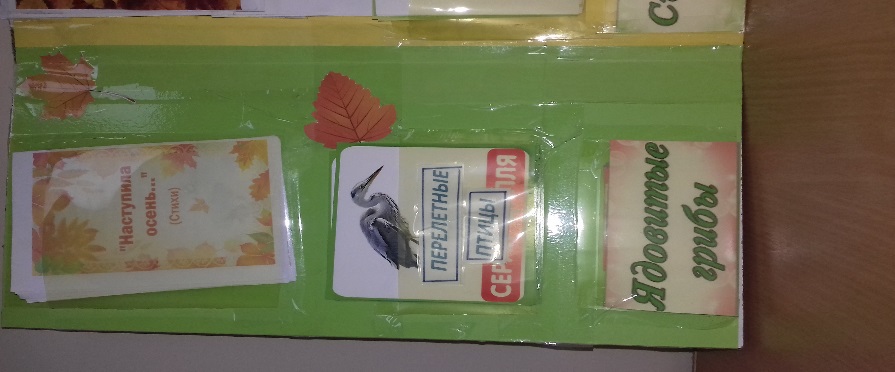 "Наступила
осень..."
(Стихи)
ПЕРЕЛЕТНЫЕ
ПТИЦЫ
Ядовитые
грибы